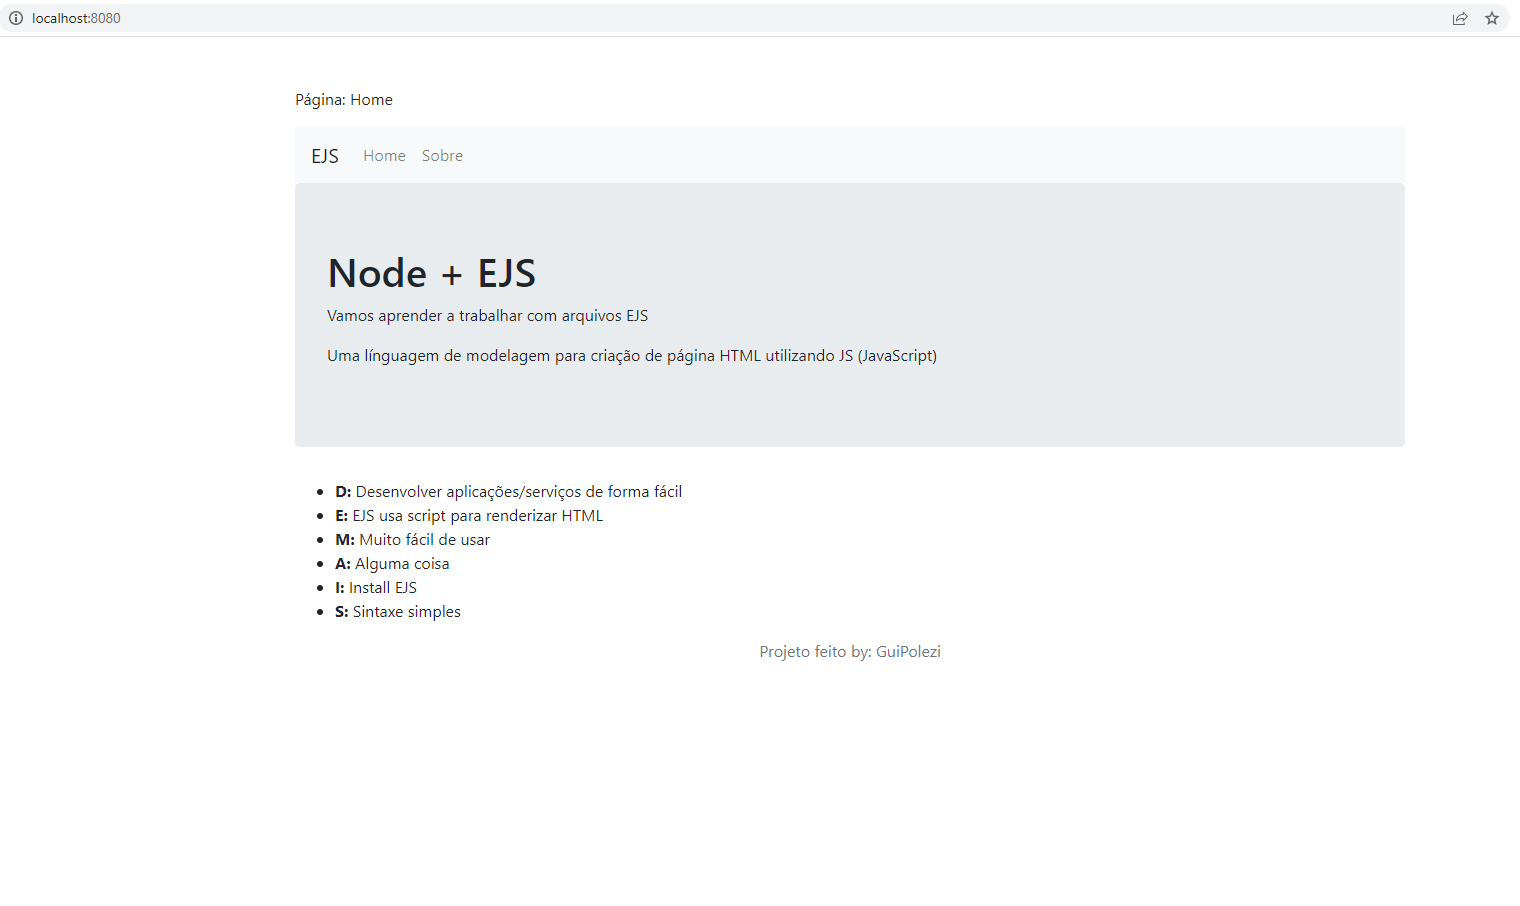 localhost:8080
Página: Home
EJS Home Sobre
Node + EJS
Vamos aprender a trabalhar com arquivos EJS
Uma línguagem de modelagem para criação de página HTML utilizando JS (JavaScript)
D: Desenvolver aplicações/serviços de forma fácil
E: EJS usa script para renderizar HTML
M: Muito fácil de usar
A: Alguma coisa
I: Install EJS
S: Sintaxe simples
Projeto feito by: GuiPolezi